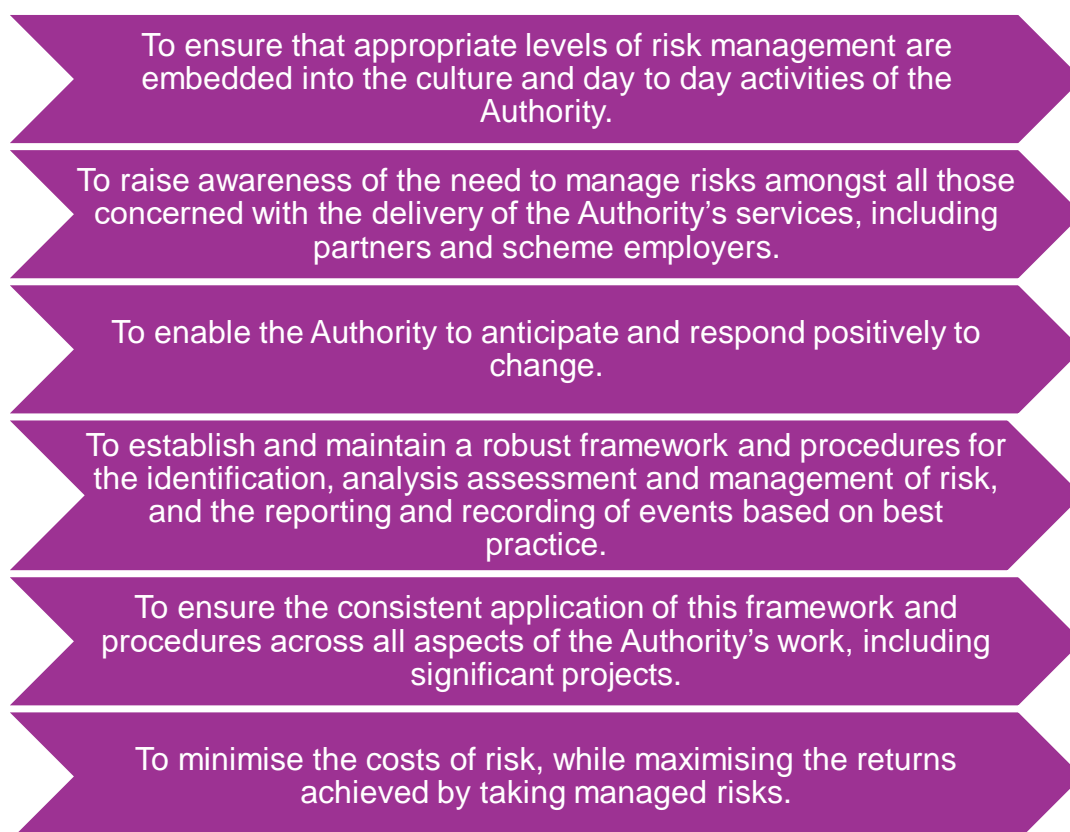 To ensure that appropriate levels of risk management are
embedded into the culture and day to day activities of the
Authority.
To raise awareness of the need to manage risks amongst all those
concerned with the delivery of the Authority’s services, including
partners and scheme employers.
To enable the Authority to anticipate and respond positively to
change.
To establish and maintain a robust framework and procedures for
the identification, analysis assessment and management of risk,
and the reporting and recording of events based on best
practice.
To ensure the consistent application of this framework and
procedures across all aspects of the Authority’s work, including
significant projects.
To minimise the costs of risk, while maximising the returns
achieved by taking managed risks.